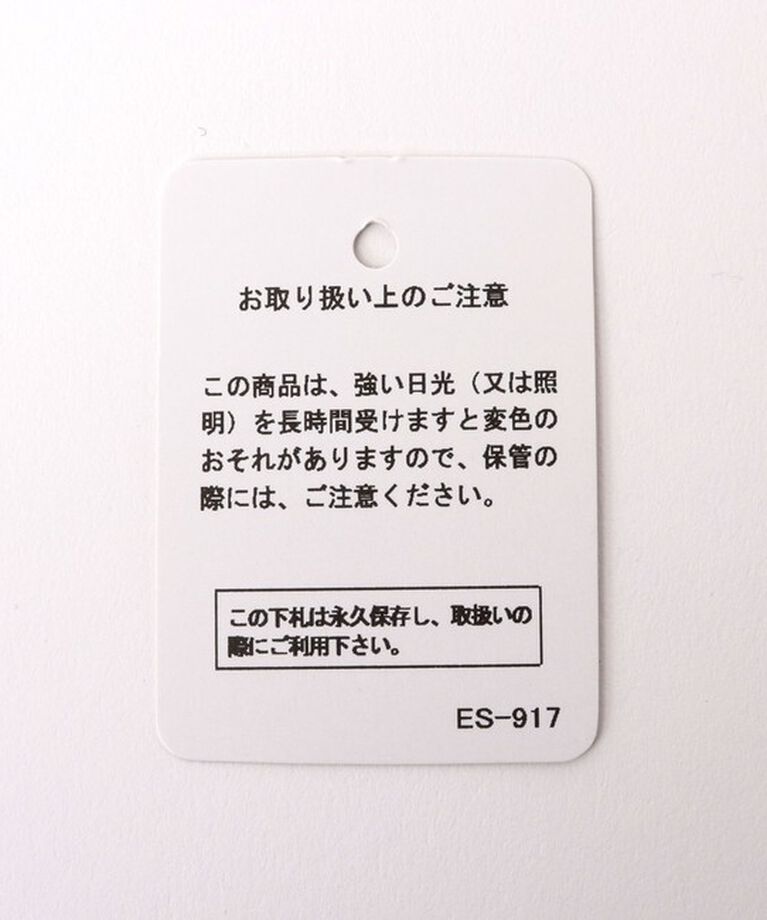 お取り扱い上のご注意
この商品は、強い日光（又は照
明）を長時間受けますと変色の
おそれがありますので、保管の
際には、ご注意ください。
この下札は永久保存し、取扱いの
際にご利用下さい。
ES-917